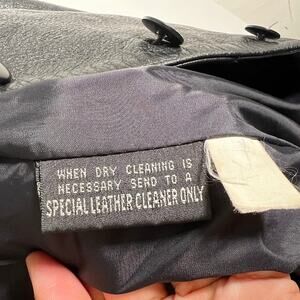 WHEN DRY CLEANING IS
NECESSARY SEND TO A
SPECIAL LEATHER CLEANER ONLY